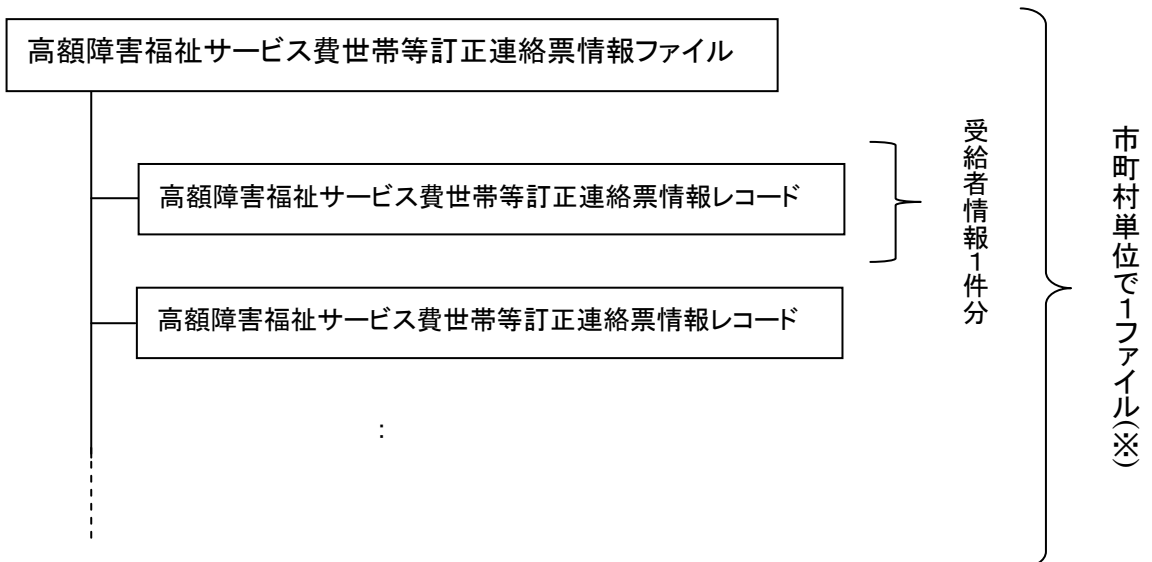 高額障害福祉サービス費世帯等訂正連絡票情報ファイル
高額障害福祉サービス費世帯等訂正連絡票情報レコード
高額障害福祉サービス費世帯等訂正連絡票情報レコード
:
受給者情報1件分
市町村単位で1ファイル(※)